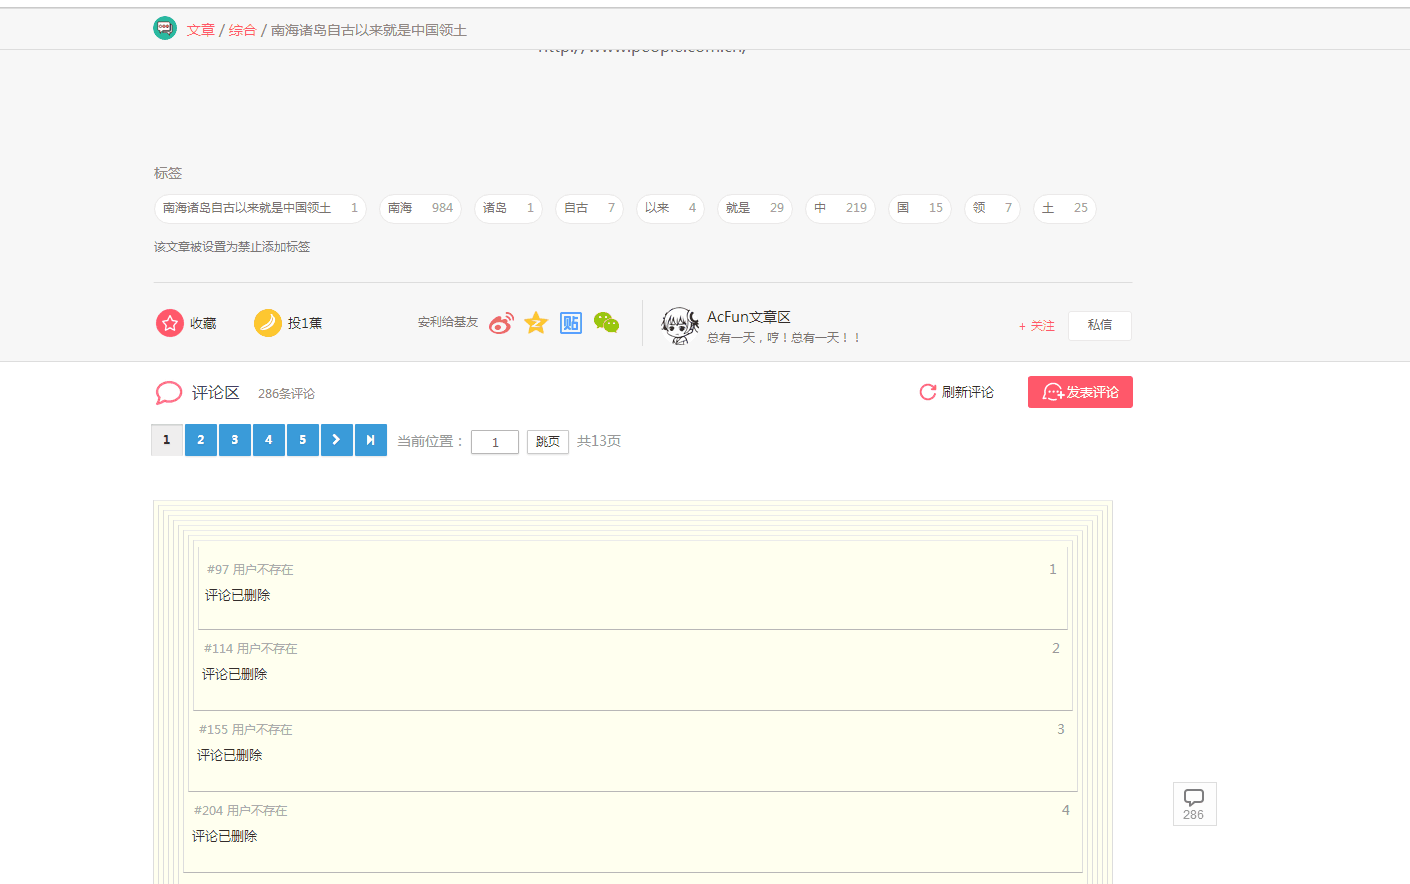 文章 / 综合 / 南海诸岛自古以来就是中国领土
http://www.people.com.cn/
标签
南海诸岛自古以来就是中国领土 1 南海 984 诸岛 1 自古 7 以来 4 就是 29 中 219 国 15 领 7 土 25
该文章被设置为禁止添加标签
收藏 投1蕉 安利给基友 贴 AcFun文章区
总有一天，哼！总有一天！！
+ 关注 私信
评论区 286条评论 刷新评论 发表评论
1 2 3 4 5 当前位置： 1 跳页 共13页
#97 用户不存在 1
评论已删除
#114 用户不存在 2
评论已删除
#155 用户不存在 3
评论已删除
#204 用户不存在 4
评论已删除
286